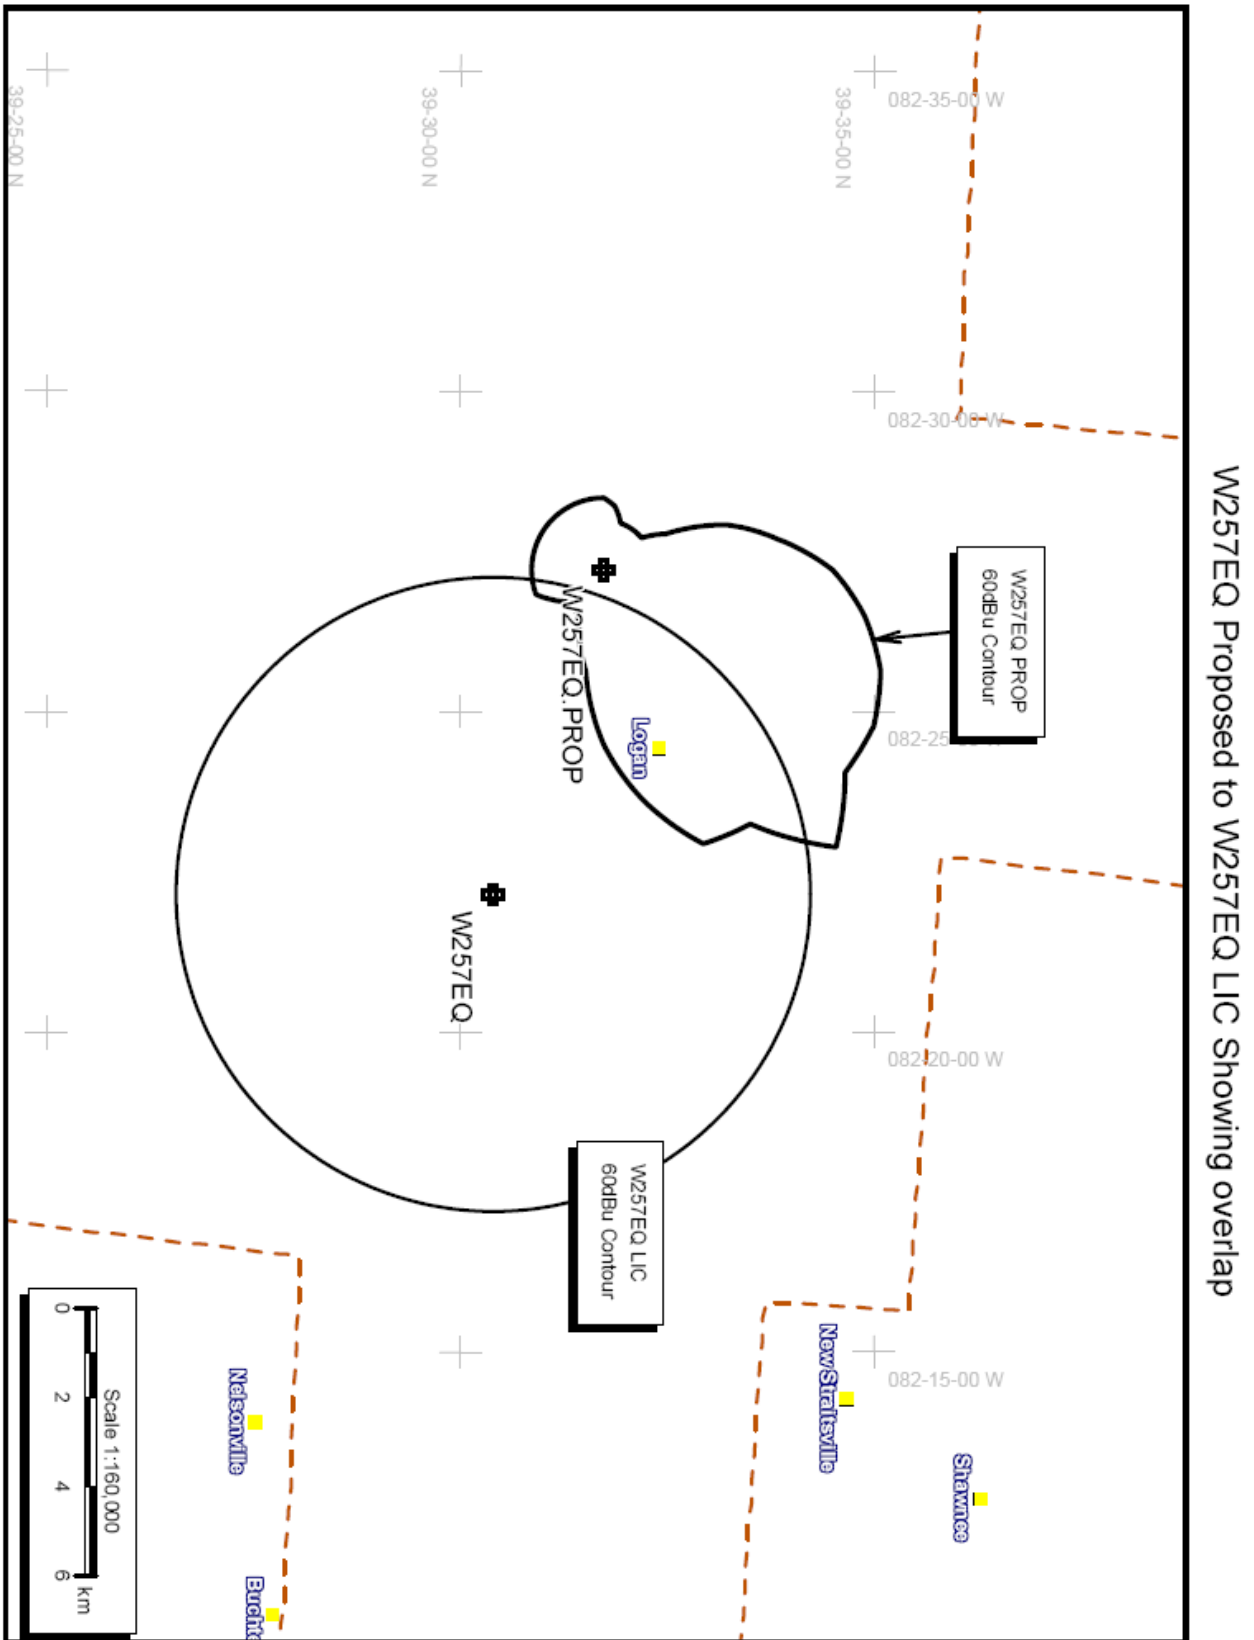 W257EQ Proposed to W257EQ LIC Showing overlap
082-35-00 W
082-30-00 W
082-20-00 W
082-15-00 W
39-35-00 N
39-30-00 N
39-25-00 N
W257EQ PROP
60dBu Contour
Logan
W257EQ.PROP
W257EQ
W257EQ LIC
60dBu Contour
Shawnee
New Straitsville
Nelsonville
Scale 1:160,000
0 2 4 6
km